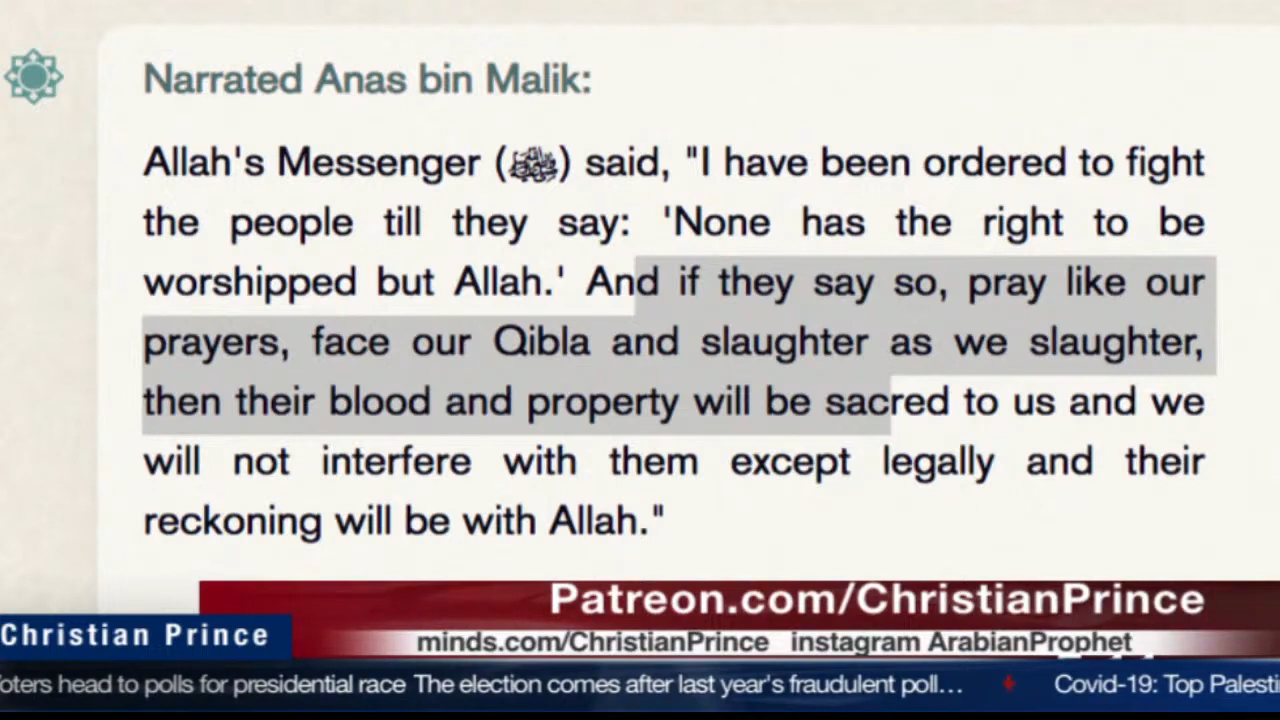 Narrated Anas bin Malik:
Allah's Messenger (ﷺ) said, "I have been ordered to fight
the people till they say: 'None has the right to be
worshipped but Allah.' And if they say so, pray like our
prayers, face our Qibla and slaughter as we slaughter,
then their blood and property will be sacred to us and we
will not interfere with them except legally and their
reckoning will be with Allah."
Patreon.com/ChristianPrince
Christian Prince
minds.com/ChristianPrince instagram ArabianProphet
oters head to polls for presidential race The election comes after last year's fraudulent poll… Covid-19: Top Palesti